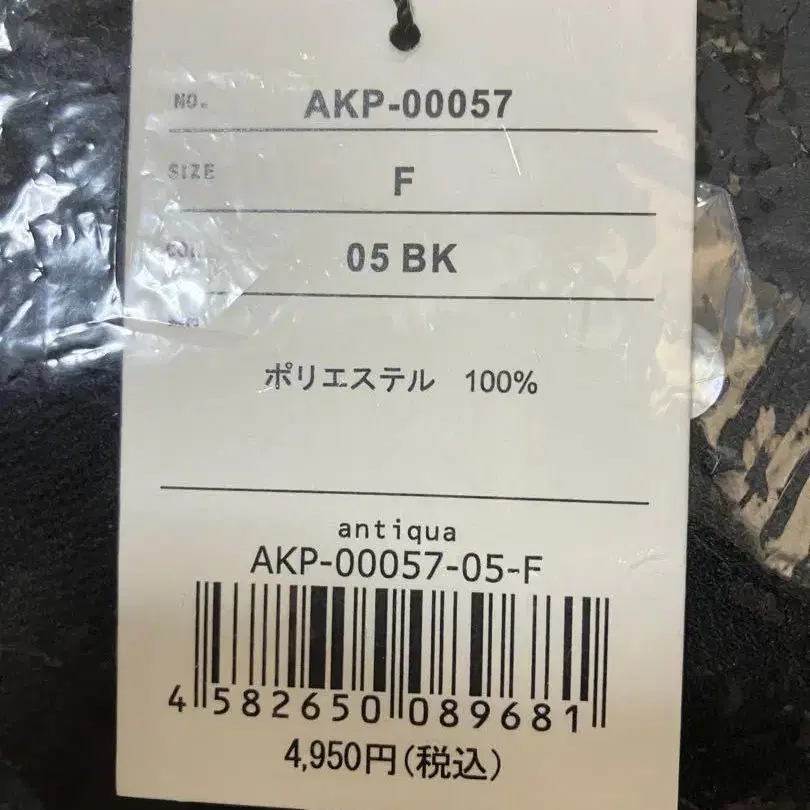 NO. AKP-00057
SIZE F
COL. 05 BK
ポリエステル 100%
antiqua
AKP-00057-05-F
4 582650 089681
4,950円(税込)